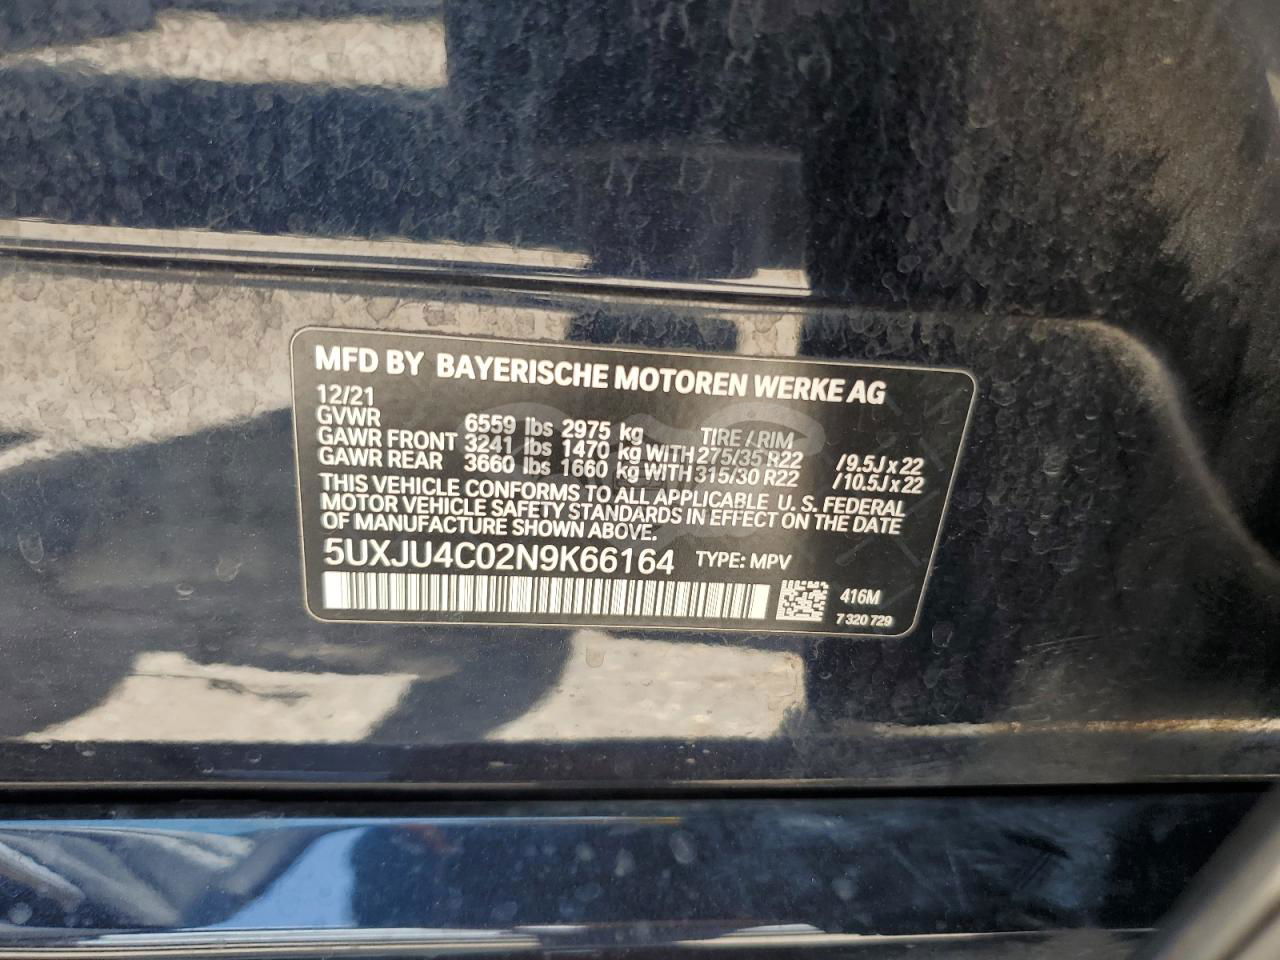 MFD BY BAYERISCHE MOTOREN WERKE AG
12/21
GVWR 6559 lbs 2975 kg TIRE / RIM
GAWR FRONT 3241 lbs 1470 kg WITH 275/35 R22 /9.5J x 22
GAWR REAR 3660 lbs 1660 kg WITH 315/30 R22 /10.5J x 22
THIS VEHICLE CONFORMS TO ALL APPLICABLE U. S. FEDERAL
MOTOR VEHICLE SAFETY STANDARDS IN EFFECT ON THE DATE
OF MANUFACTURE SHOWN ABOVE.
5UXJU4C02N9K66164 TYPE: MPV
416M
7 320 729